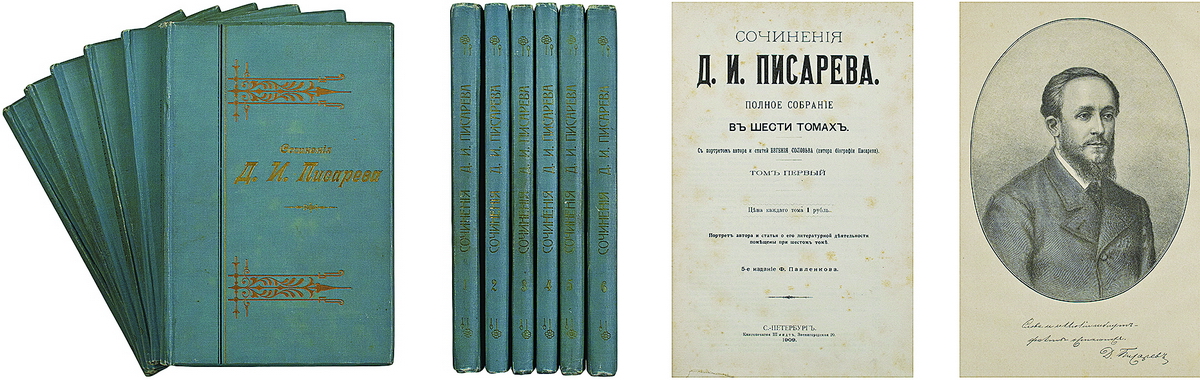 Сочиненія
Д. И. Писарева
СОЧИНЕНІЯ Д. И. ПИСАРЕВА
1
СОЧИНЕНІЯ Д. И. ПИСАРЕВА
2
СОЧИНЕНІЯ Д. И. ПИСАРЕВА
3
СОЧИНЕНІЯ Д. И. ПИСАРЕВА
4
СОЧИНЕНІЯ Д. И. ПИСАРЕВА
5
СОЧИНЕНІЯ Д. И. ПИСАРЕВА
6
СОЧИНЕНІЯ
Д. И. ПИСАРЕВА.
ПОЛНОЕ СОБРАНІЕ
ВЪ ШЕСТИ ТОМАХЪ.
Съ портретомъ автора и статьей ЕВГЕНІЯ СОЛОВЬЕВА (автора біографіи Писарева).
ТОМЪ ПЕРВЫЙ
Цѣна каждаго тома 1 рубль.
Портретъ автора и статья о его литературной дѣятельности
помѣщены при шестомъ томѣ
5-е изданіе Ф. Павленкова.
С.-ПЕТЕРБУРГЪ.
1909.
Слова и
Д. Писаревъ